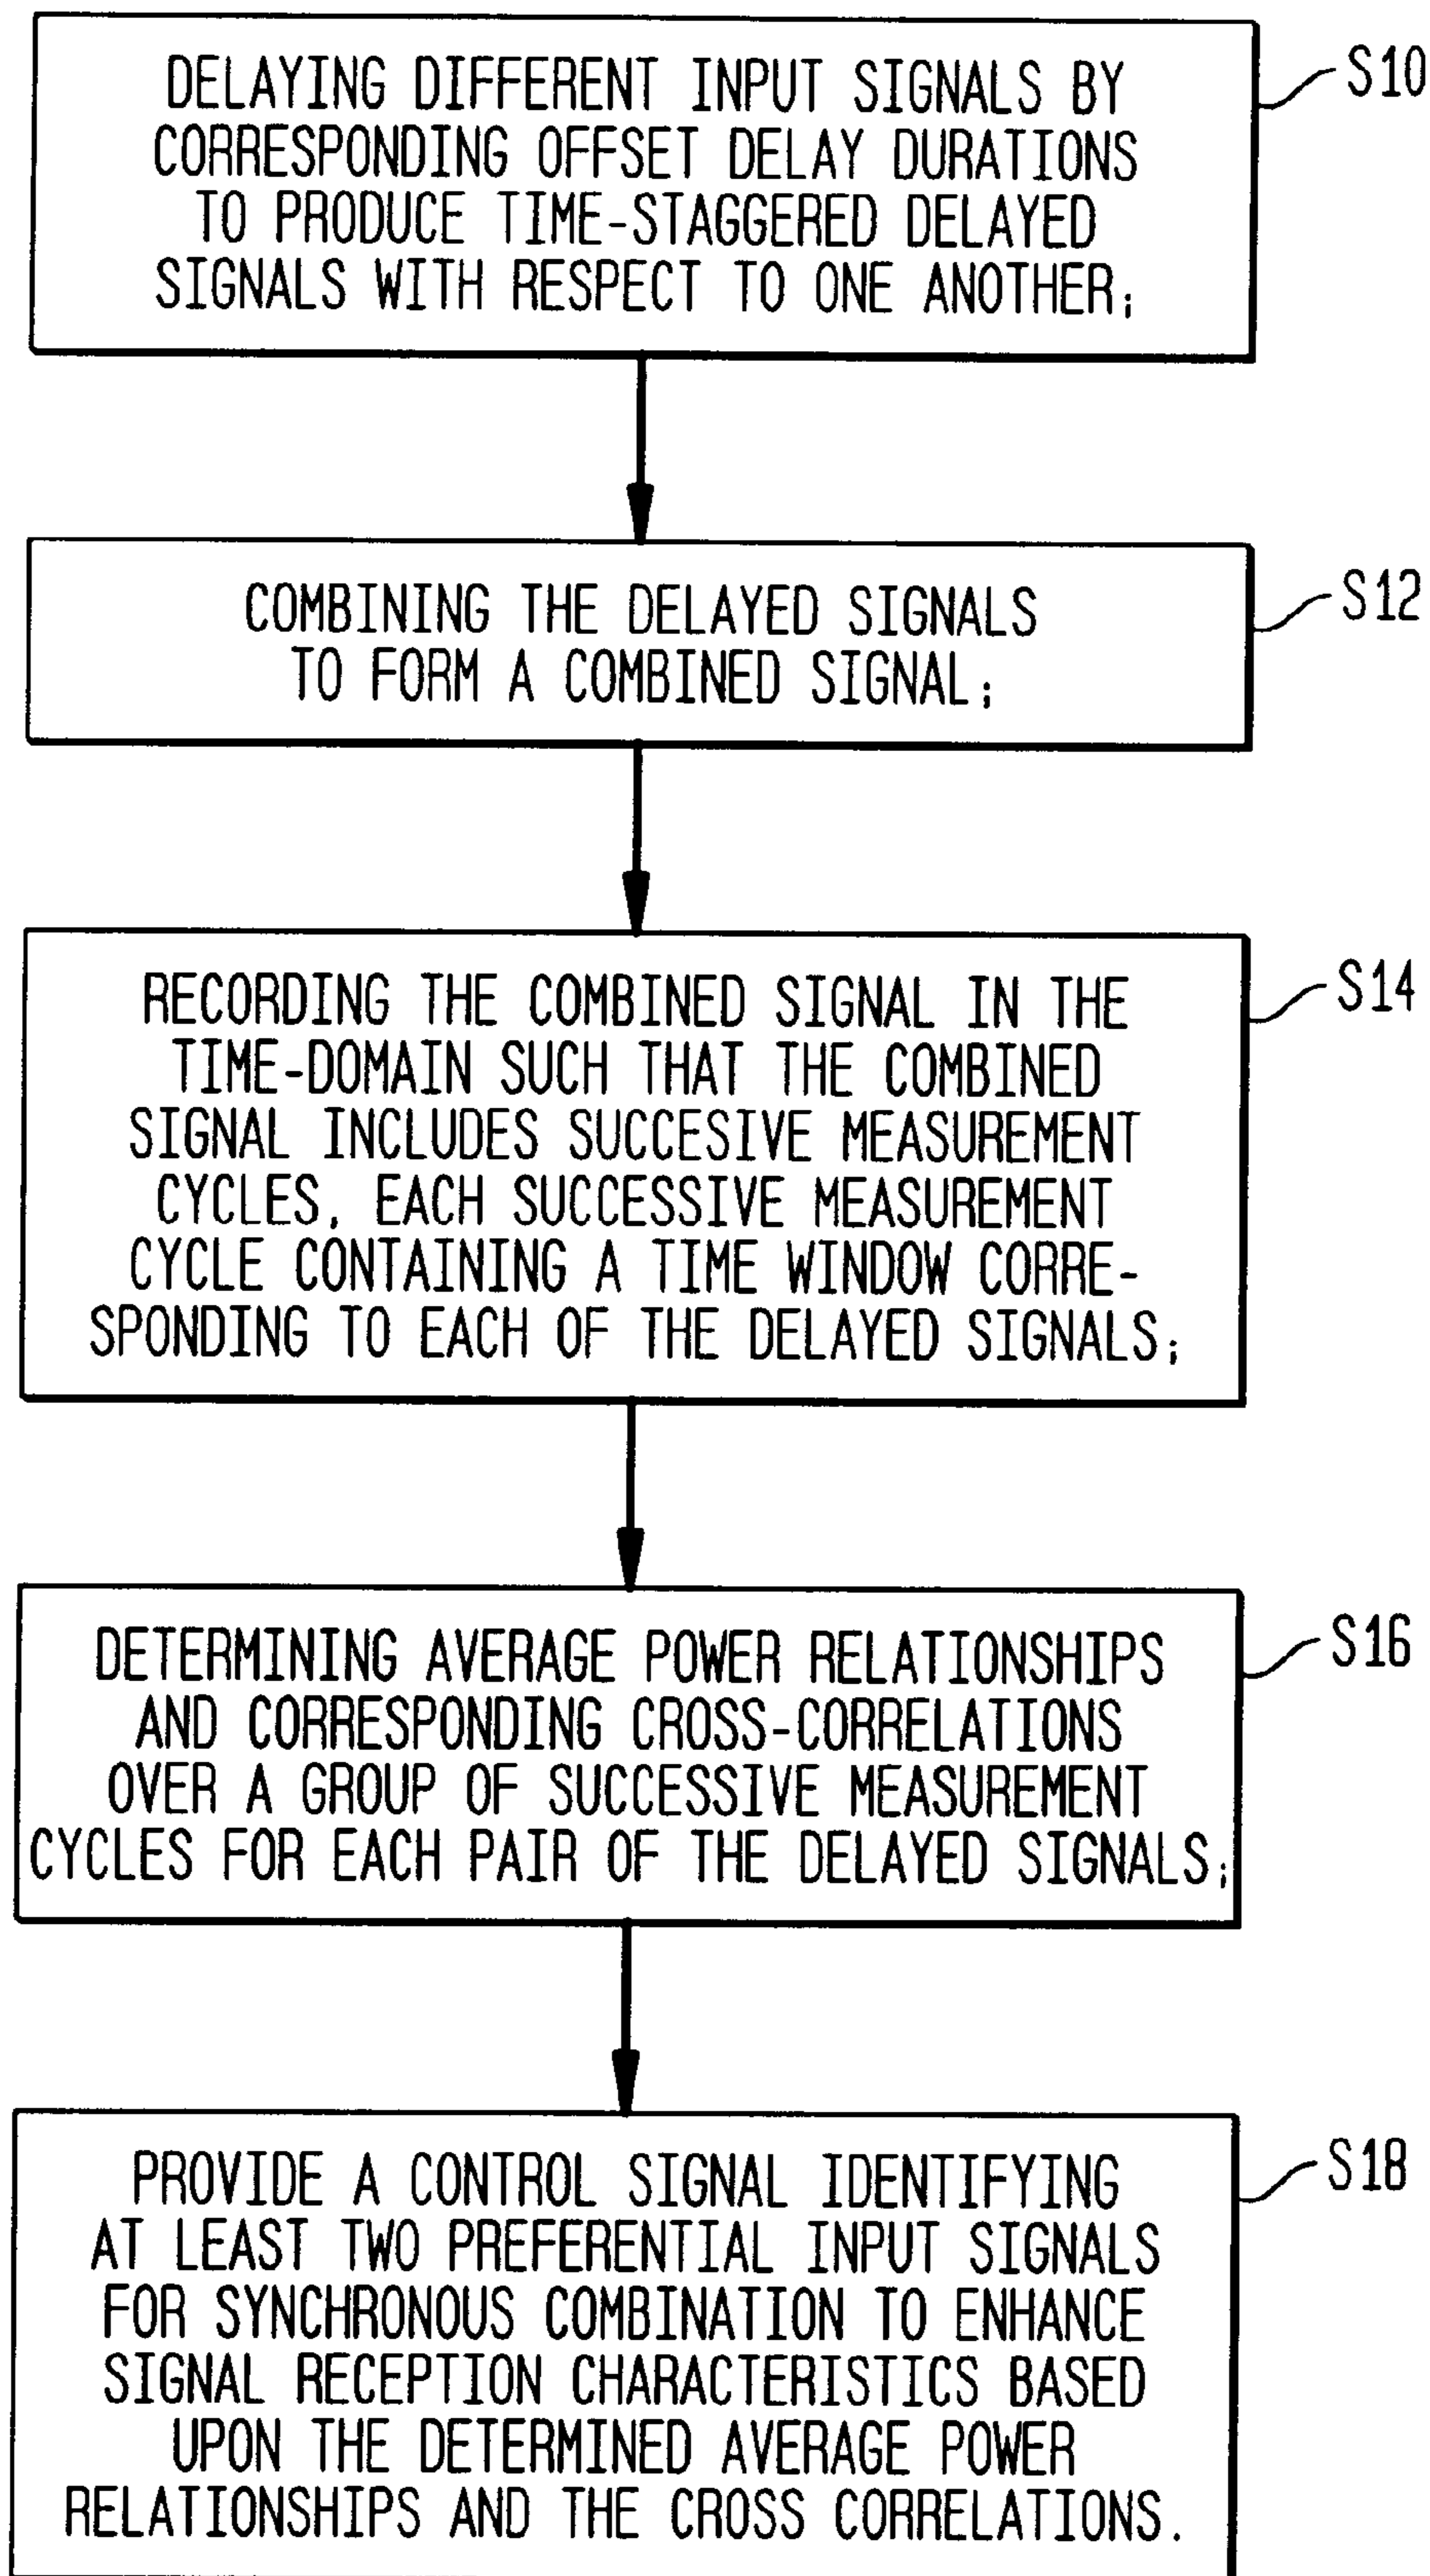 DELAYING DIFFERENT INPUT SIGNALS BY
CORRESPONDING OFFSET DELAY DURATIONS
TO PRODUCE TIME-STAGGERED DELAYED
SIGNALS WITH RESPECT TO ONE ANOTHER;
S10
COMBINING THE DELAYED SIGNALS
TO FORM A COMBINED SIGNAL;
S12
RECORDING THE COMBINED SIGNAL IN THE
TIME-DOMAIN SUCH THAT THE COMBINED
SIGNAL INCLUDES SUCCESIVE MEASUREMENT
CYCLES, EACH SUCCESSIVE MEASUREMENT
CYCLE CONTAINING A TIME WINDOW CORRE-
SPONDING TO EACH OF THE DELAYED SIGNALS;
S14
DETERMINING AVERAGE POWER RELATIONSHIPS
AND CORRESPONDING CROSS-CORRELATIONS
OVER A GROUP OF SUCCESSIVE MEASUREMENT
CYCLES FOR EACH PAIR OF THE DELAYED SIGNALS;
S16
PROVIDE A CONTROL SIGNAL IDENTIFYING
AT LEAST TWO PREFERENTIAL INPUT SIGNALS
FOR SYNCHRONOUS COMBINATION TO ENHANCE
SIGNAL RECEPTION CHARACTERISTICS BASED
UPON THE DETERMINED AVERAGE POWER
RELATIONSHIPS AND THE CROSS CORRELATIONS.
S18